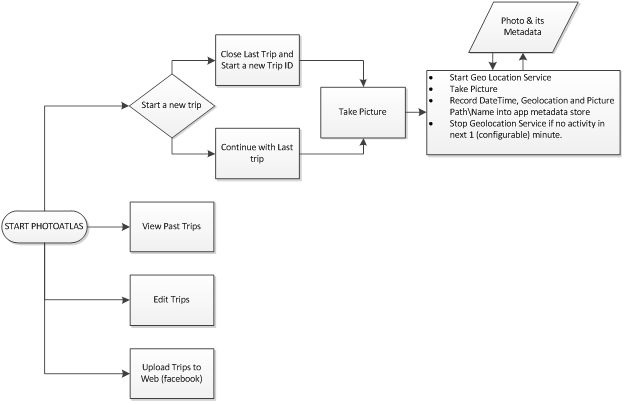 Photo & its
Metadata
Close Last Trip and
Start a new Trip ID
Start a new trip
Take Picture
• Start Geo Location Service
• Take Picture
• Record DateTime, Geolocation and Picture
Path\Name into app metadata store
• Stop Geolocation Service if no activity in
next 1 (configurable) minute.
Continue with Last
trip
START PHOTOATLAS
View Past Trips
Edit Trips
Upload Trips to
Web (facebook)